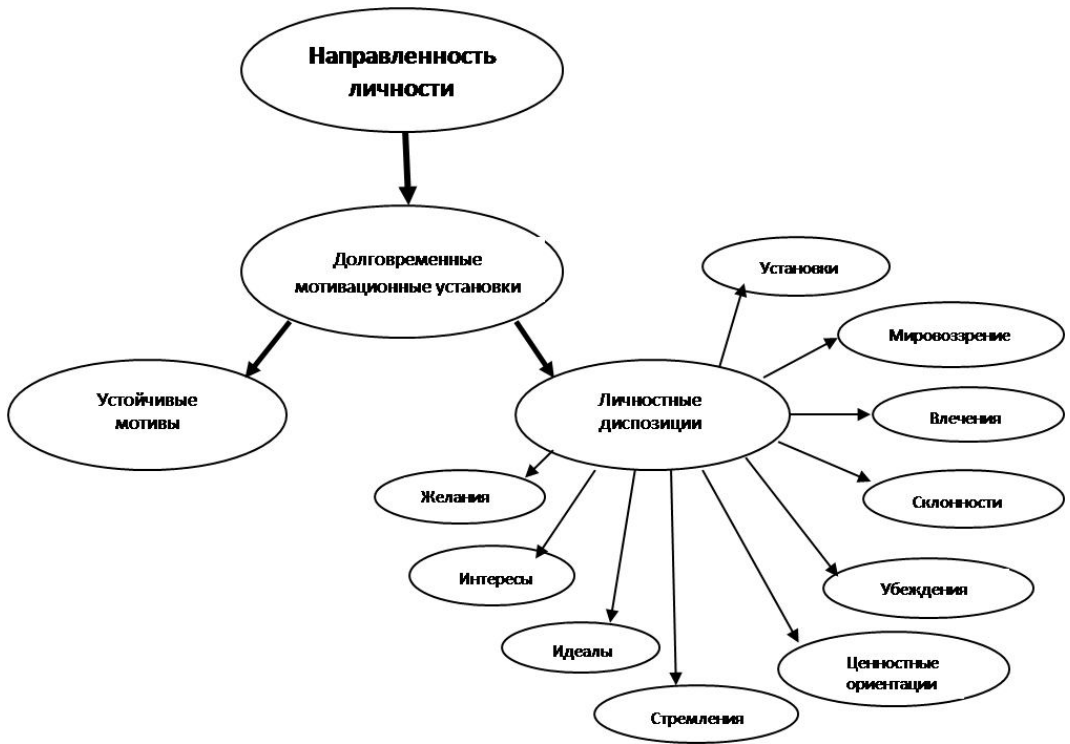 Направленность
личности
Долговременные
мотивационные установки
Установки
Мировоззрение
Устойчивые
мотивы
Личностные
диспозиции
Влечения
Желания
Склонности
Интересы
Убеждения
Идеалы
Ценностные
ориентации
Стремления